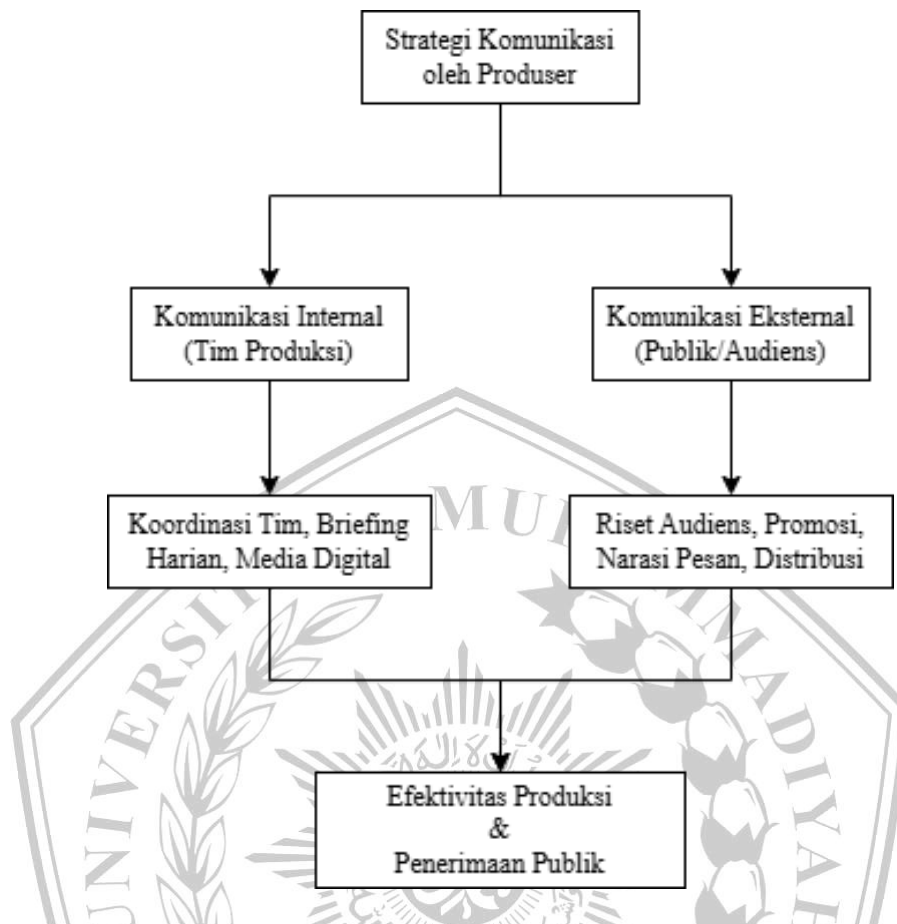 Strategi Komunikasi
oleh Produser
Komunikasi Internal
(Tim Produksi)
Komunikasi Eksternal
(Publik/Audiens)
Koordinasi Tim, Briefing
Harian, Media Digital
Riset Audiens, Promosi,
Narasi Pesan, Distribusi
Efektivitas Produksi
&
Penerimaan Publik